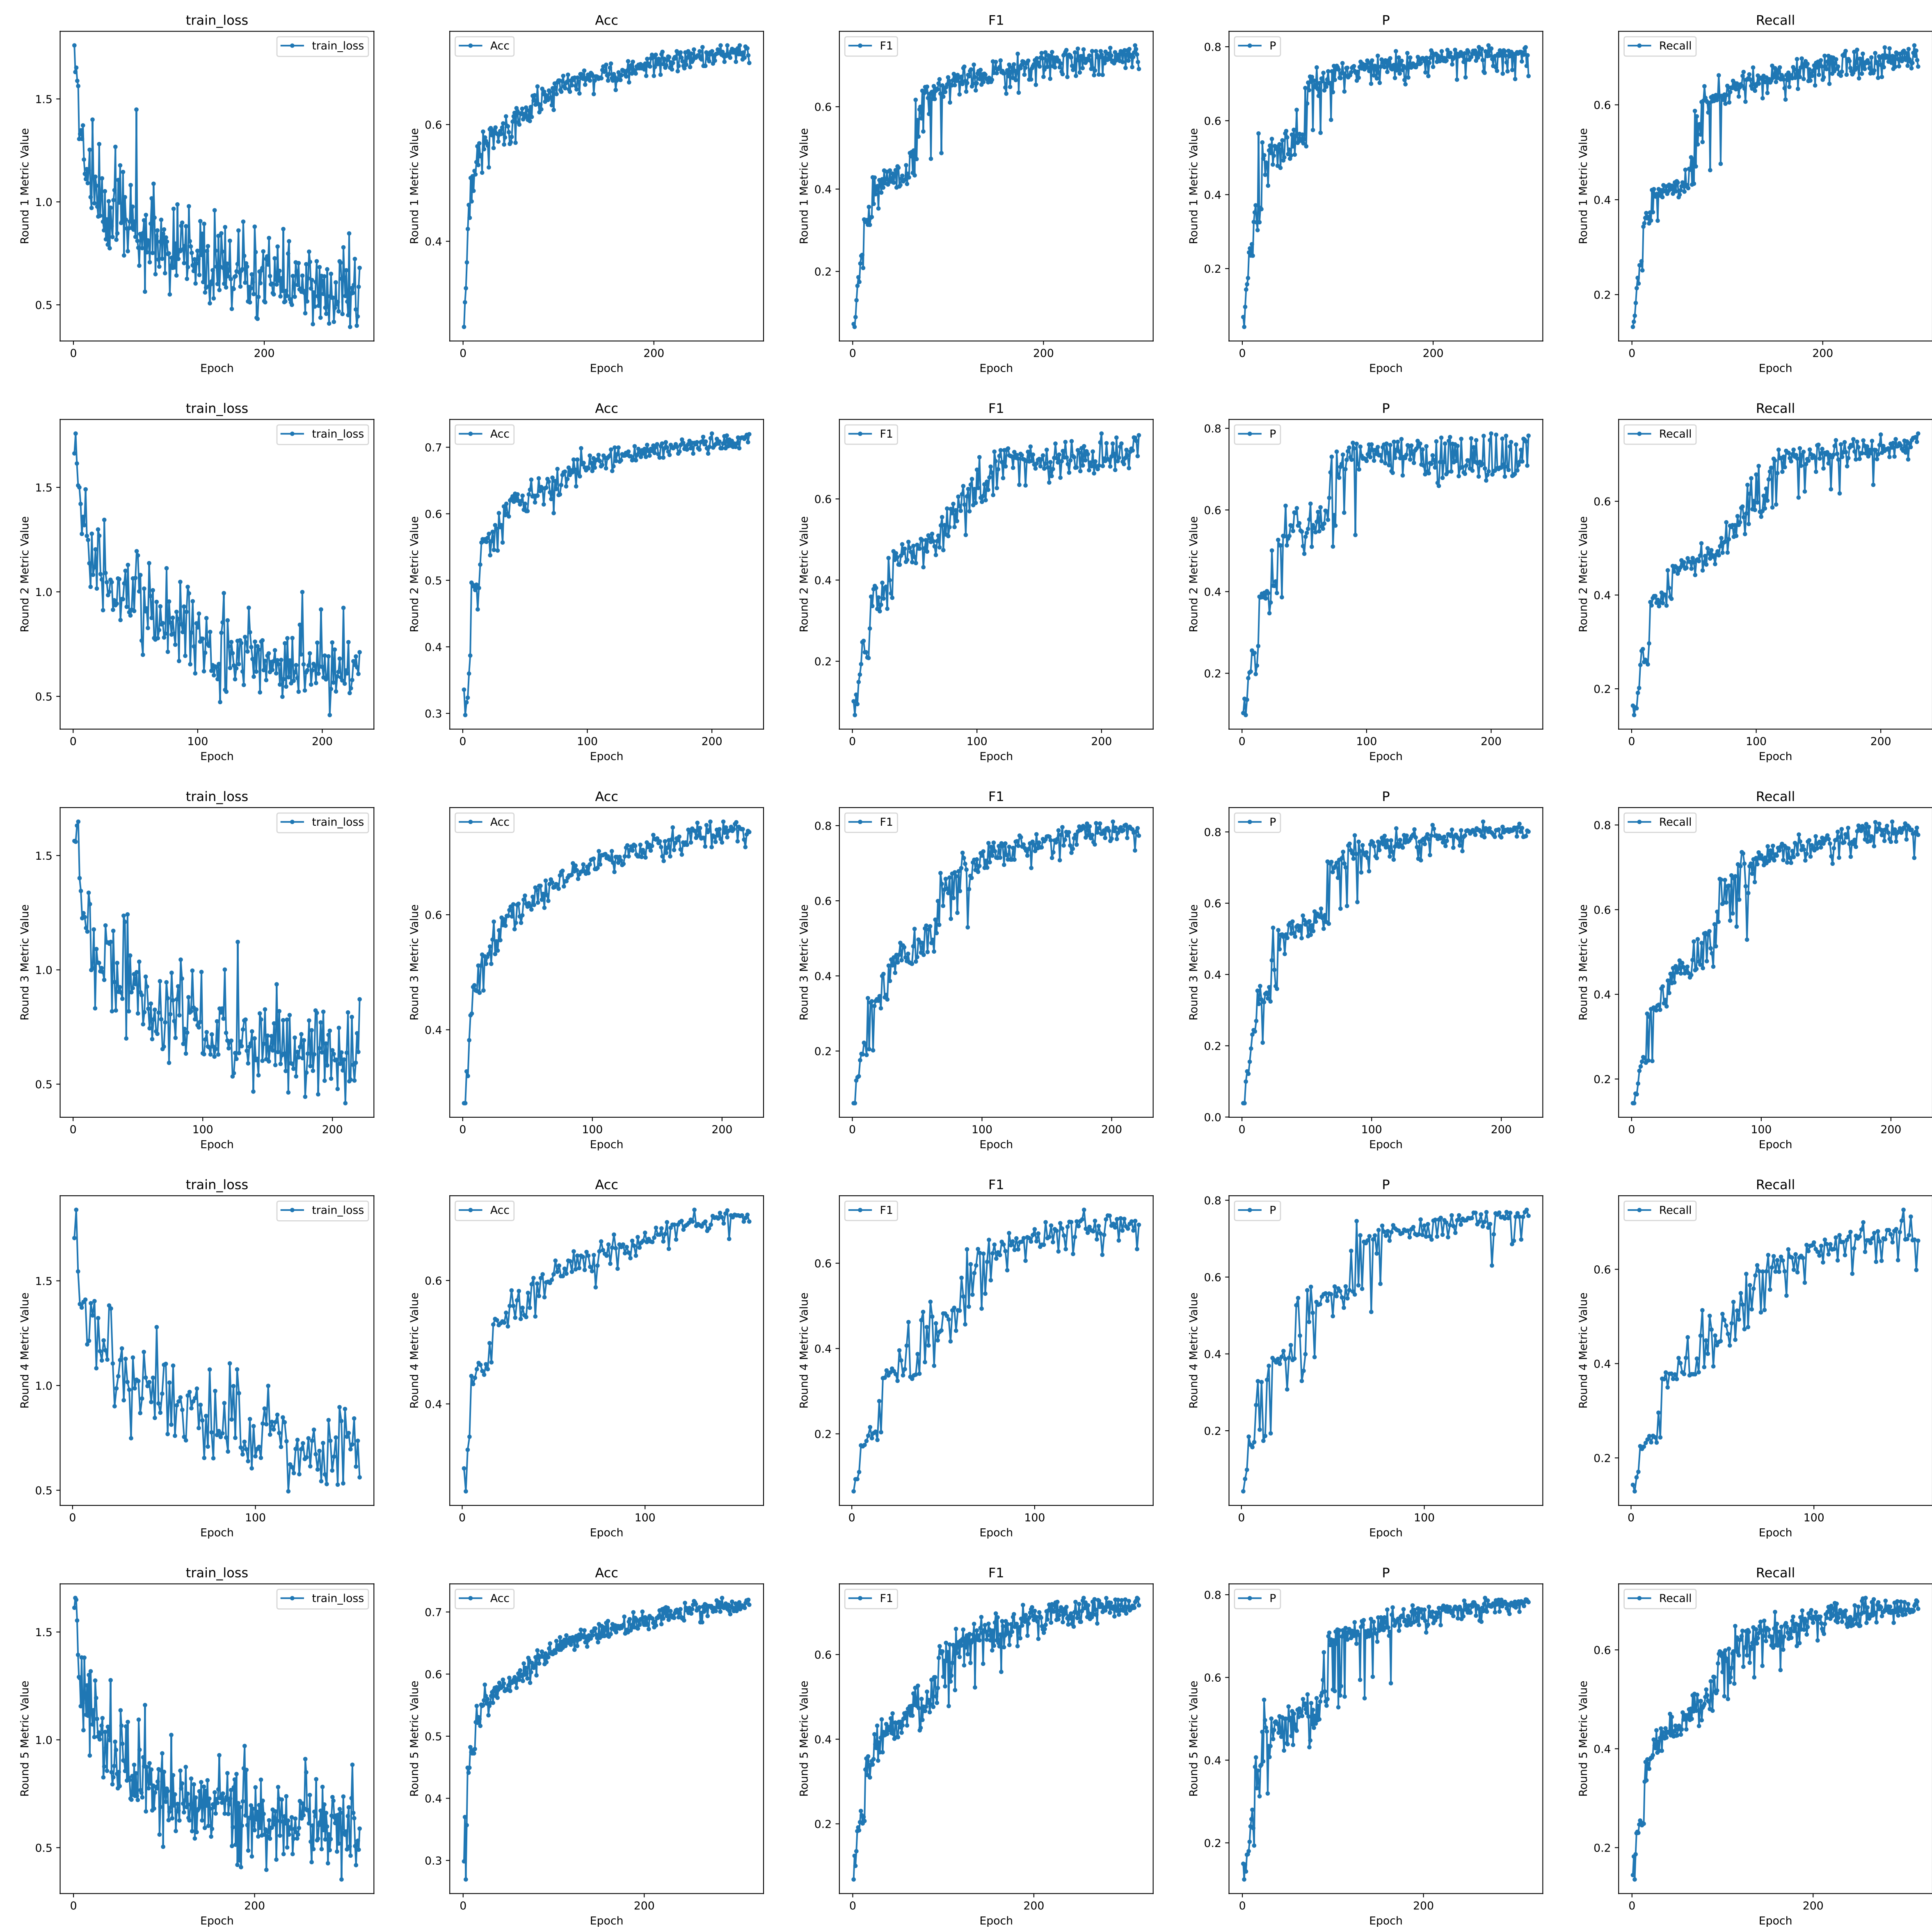 train_loss Acc F1 P Recall
train_loss Acc F1 P Recall
Round 1 Metric Value Round 1 Metric Value Round 1 Metric Value Round 1 Metric Value Round 1 Metric Value
1.5 1.0 0.5 0.6 0.4 0.6 0.4 0.2 0.8 0.6 0.4 0.2 0.6 0.4 0.2
0 200 0 200 0 200 0 200 0 200
Epoch Epoch Epoch Epoch Epoch
train_loss Acc F1 P Recall
train_loss Acc F1 P Recall
Round 2 Metric Value Round 2 Metric Value Round 2 Metric Value Round 2 Metric Value Round 2 Metric Value
1.5 1.0 0.5 0.7 0.6 0.5 0.4 0.3 0.6 0.4 0.2 0.8 0.6 0.4 0.2 0.6 0.4 0.2
0 100 200 0 100 200 0 100 200 0 100 200 0 100 200
Epoch Epoch Epoch Epoch Epoch
train_loss Acc F1 P Recall
train_loss Acc F1 P Recall
Round 3 Metric Value Round 3 Metric Value Round 3 Metric Value Round 3 Metric Value Round 3 Metric Value
1.5 1.0 0.5 0.6 0.4 0.8 0.6 0.4 0.2 0.8 0.6 0.4 0.2 0.0 0.8 0.6 0.4 0.2
0 100 200 0 100 200 0 100 200 0 100 200 0 100 200
Epoch Epoch Epoch Epoch Epoch
train_loss Acc F1 P Recall
train_loss Acc F1 P Recall
Round 4 Metric Value Round 4 Metric Value Round 4 Metric Value Round 4 Metric Value Round 4 Metric Value
1.5 1.0 0.5 0.6 0.4 0.6 0.4 0.2 0.8 0.6 0.4 0.2 0.6 0.4 0.2
0 100 0 100 0 100 0 100 0 100
Epoch Epoch Epoch Epoch Epoch
train_loss Acc F1 P Recall
train_loss Acc F1 P Recall
Round 5 Metric Value Round 5 Metric Value Round 5 Metric Value Round 5 Metric Value Round 5 Metric Value
1.5 1.0 0.5 0.7 0.6 0.5 0.4 0.3 0.6 0.4 0.2 0.8 0.6 0.4 0.2 0.6 0.4 0.2
0 200 0 200 0 200 0 200 0 200
Epoch Epoch Epoch Epoch Epoch